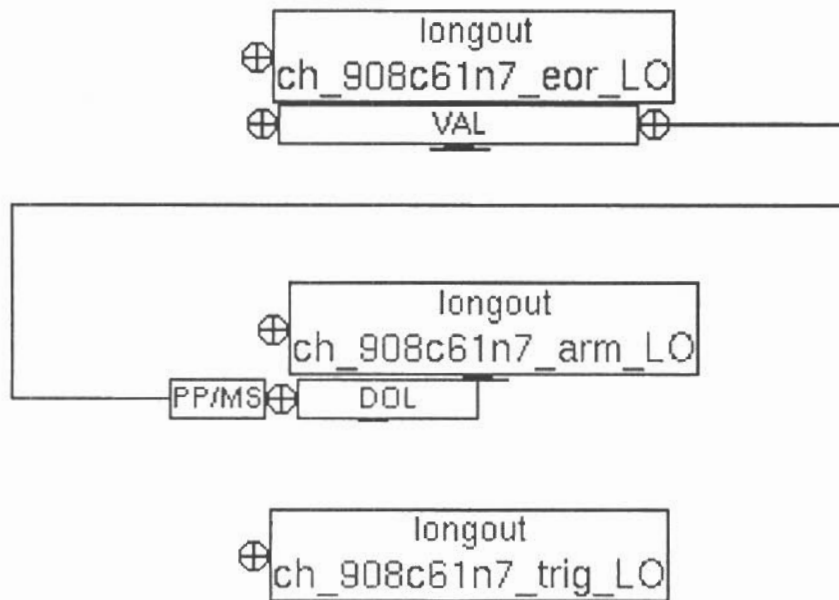 longout
ch_908c61n7_eor_LO
VAL
longout
ch_908c61n7_arm_LO
PP/MS DOL
longout
ch_908c61n7_trig_LO